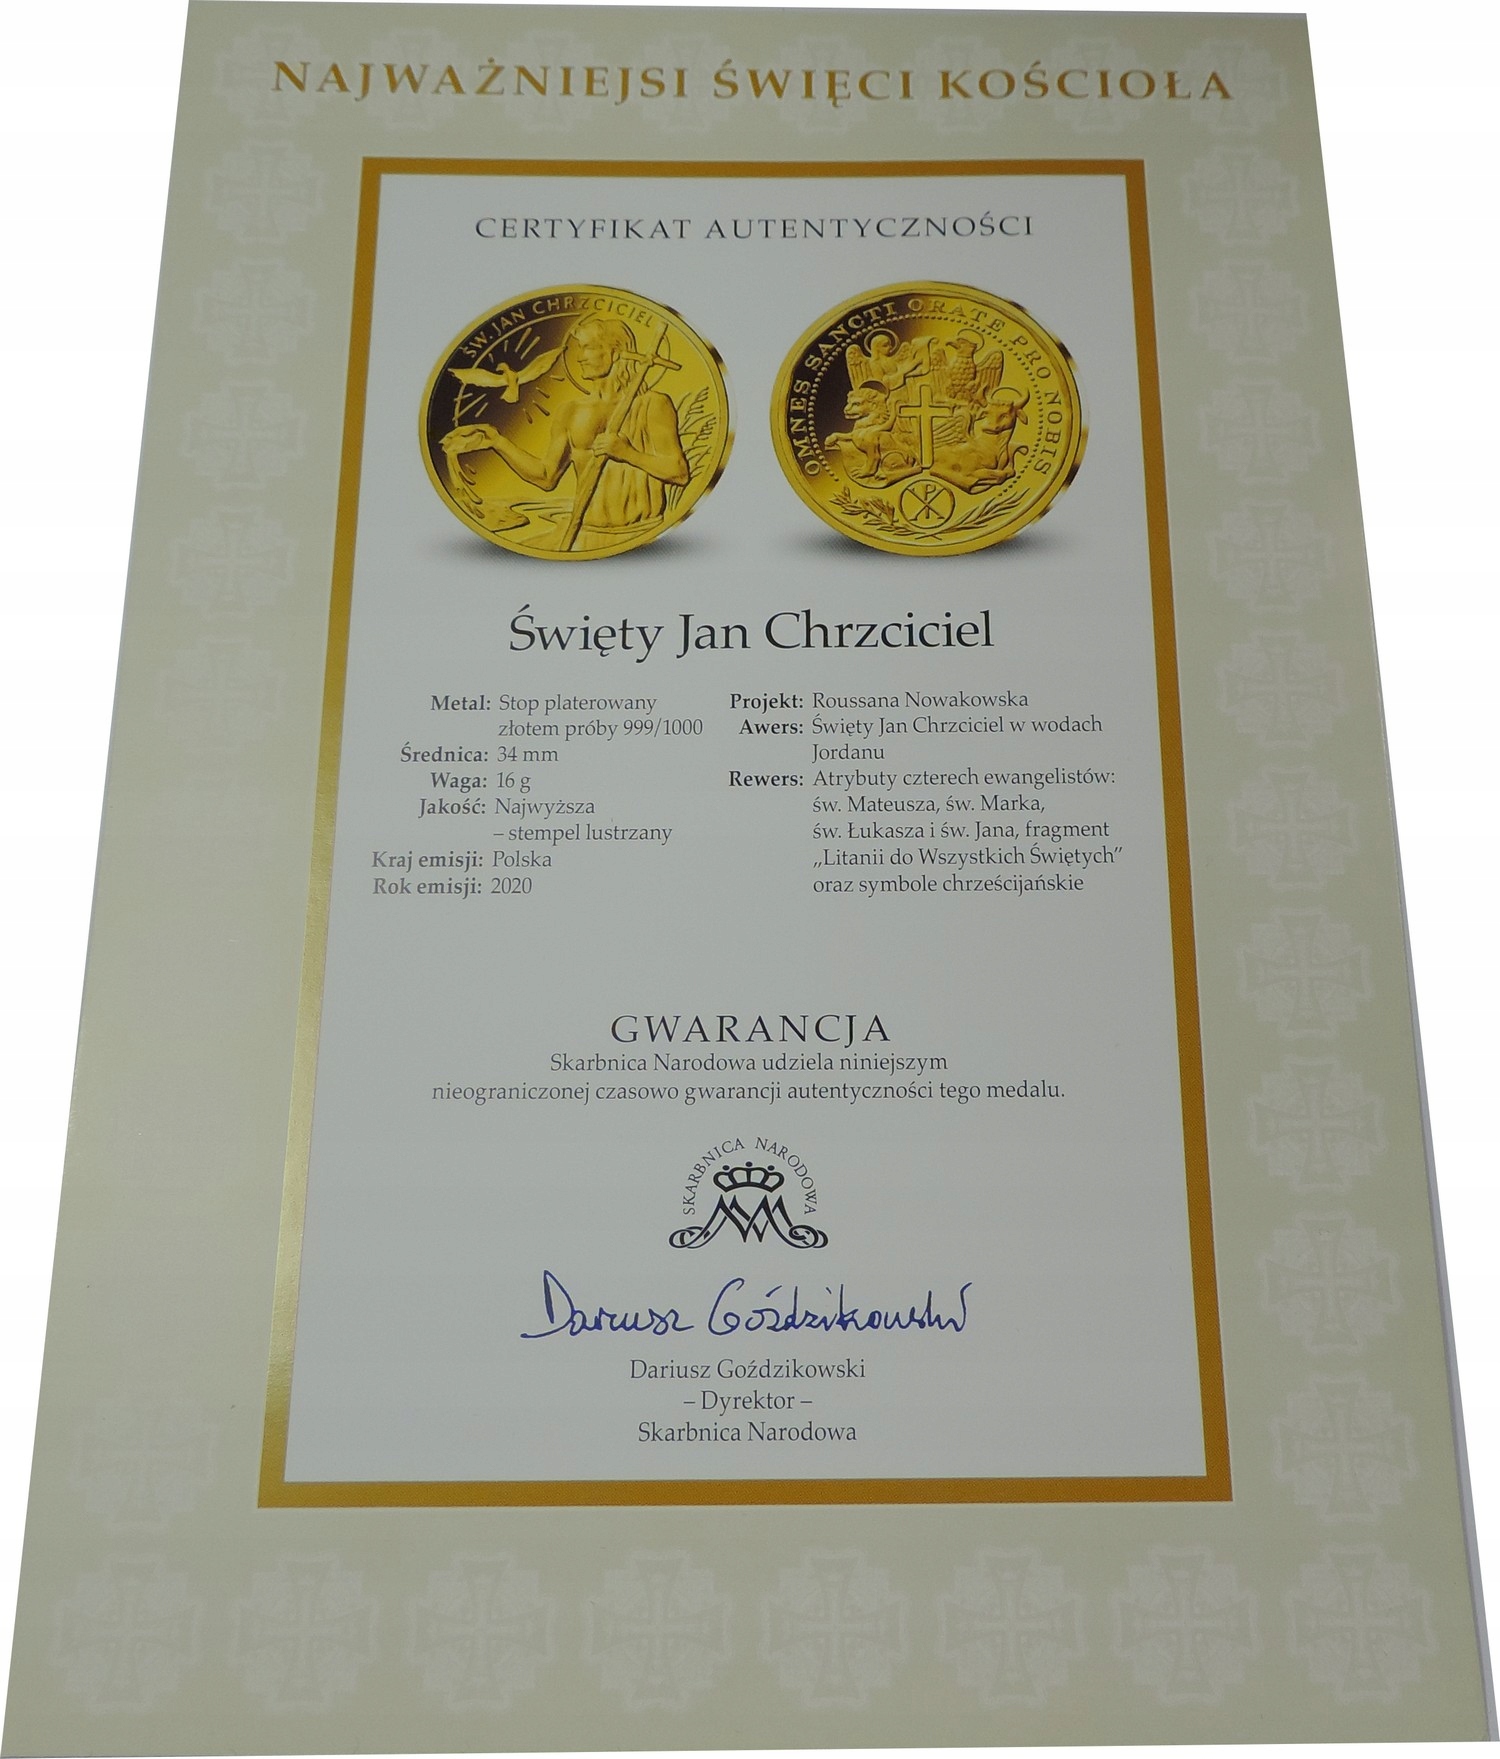 NAJWAŻNIEJSI ŚWIĘCI KOŚCIOŁA
CERTYFIKAT AUTENTYCZNOŚCI
ŚW. JAN CHRZCICIEL
OMNES SANCTI ORATE PRO NOBIS
Święty Jan Chrzciciel
Metal: Stop platerowany
złotem próby 999/1000
Średnica: 34 mm
Waga: 16 g
Jakość: Najwyższa
– stempel lustrzany
Kraj emisji: Polska
Rok emisji: 2020
Projekt: Roussana Nowakowska
Awers: Święty Jan Chrzciciel w wodach
Jordanu
Rewers: Atrybuty czterech ewangelistów:
św. Mateusza, św. Marka,
św. Łukasza i św. Jana, fragment
„Litanii do Wszystkich Świętych”
oraz symbole chrześcijańskie
GWARANCJA
Skarbnica Narodowa udziela niniejszym
nieograniczonej czasowo gwarancji autentyczności tego medalu.
SKARBNICA NARODOWA
Dariusz Goździkowski
Dariusz Goździkowski
– Dyrektor –
Skarbnica Narodowa